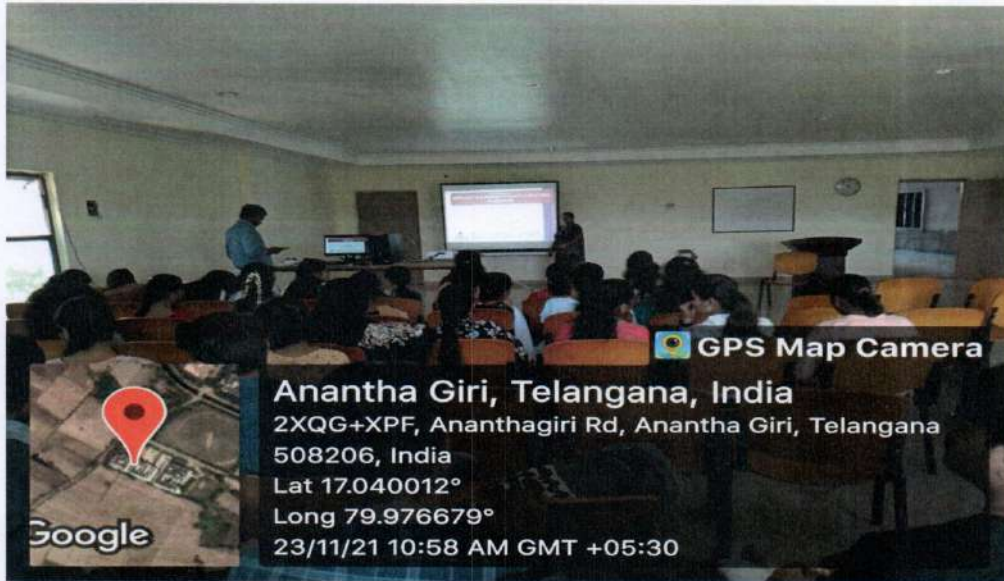 GPS Map Camera
Anantha Giri, Telangana, India
2XQG+XPF, Ananthagiri Rd, Anantha Giri, Telangana
508206, India
Lat 17.040012°
Long 79.976679°
23/11/21 10:58 AM GMT +05:30
Google